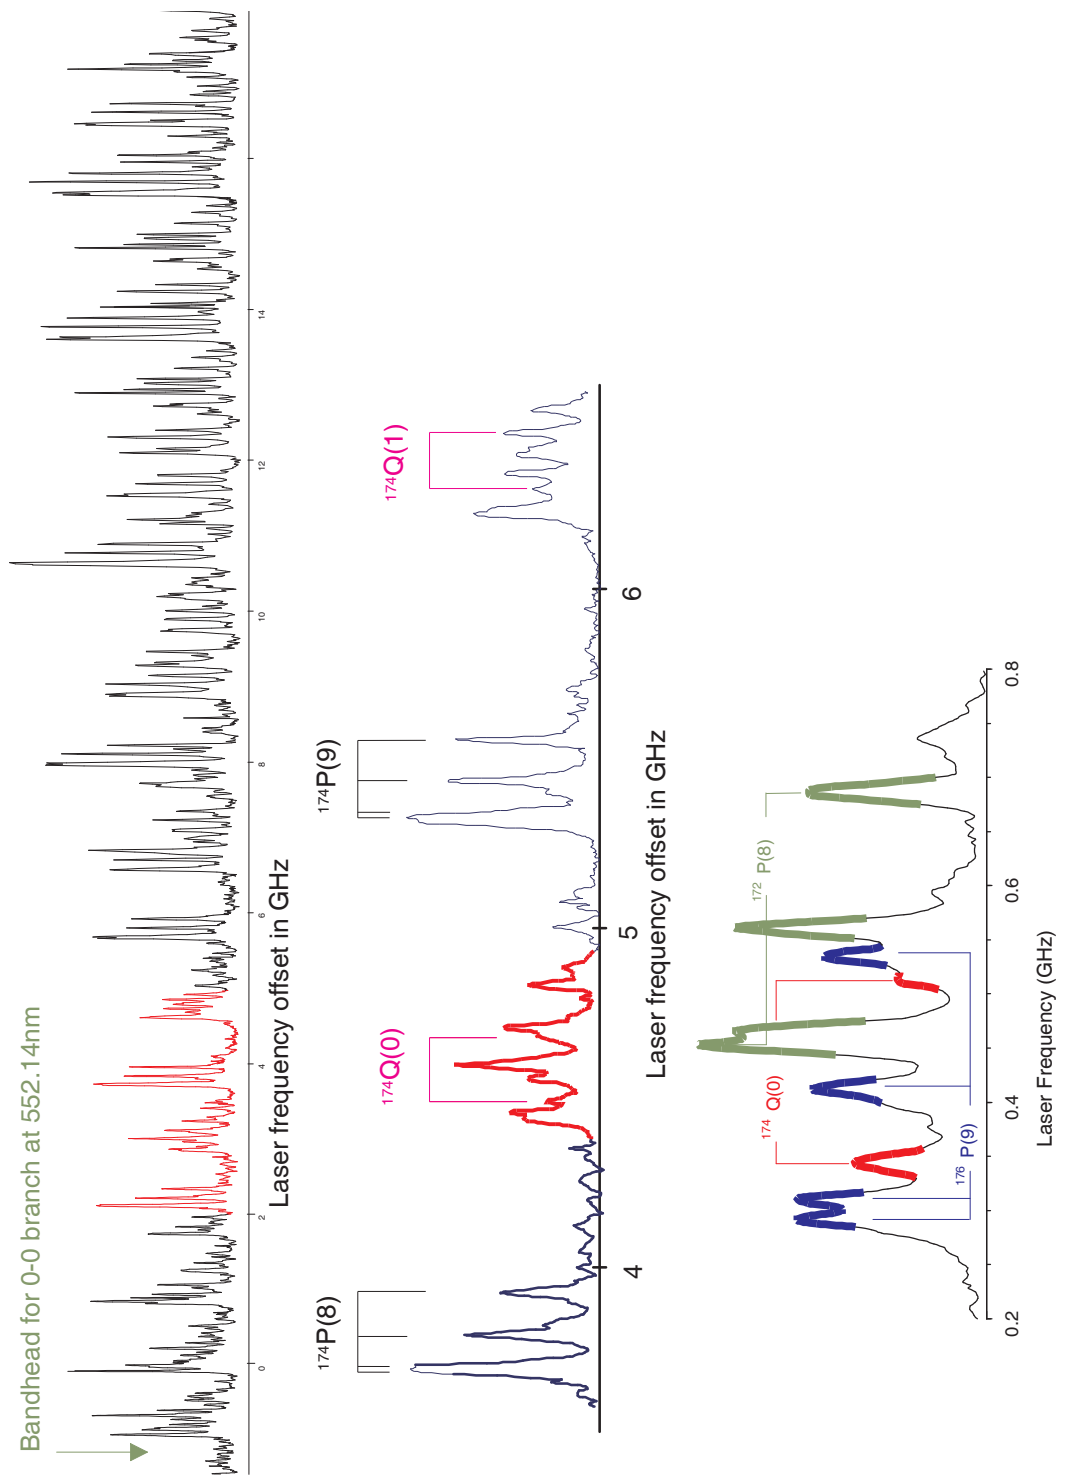 Bandhead for 0-0 branch at 552.14nm
0 2 4 6 8 10 12 14
Laser frequency offset in GHz
174P(8)
174Q(0)
174P(9)
174Q(1)
4 5 6
Laser frequency offset in GHz
172 P(8)
174 Q(0)
176 P(9)
0.2 0.4 0.6 0.8
Laser Frequency (GHz)